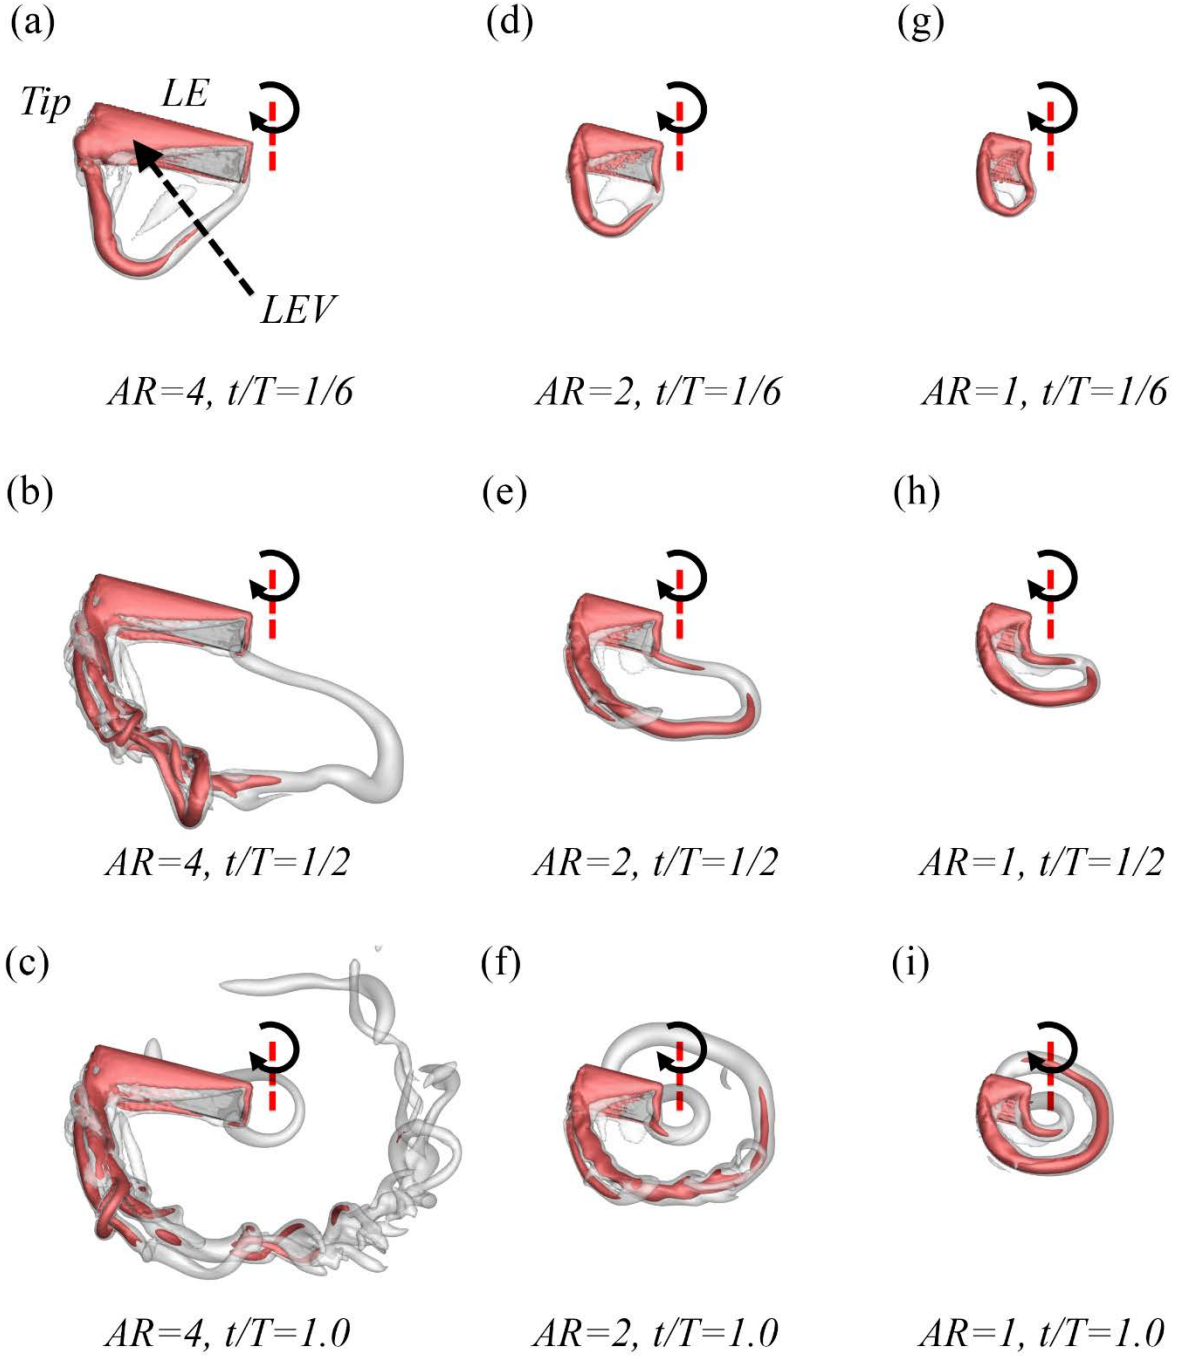 (a)
(d)
(g)
Tip
LE
LEV
AR=4, t/T=1/6
AR=2, t/T=1/6
AR=1, t/T=1/6
(b)
(e)
(h)
AR=4, t/T=1/2
AR=2, t/T=1/2
AR=1, t/T=1/2
(c)
(f)
(i)
AR=4, t/T=1.0
AR=2, t/T=1.0
AR=1, t/T=1.0